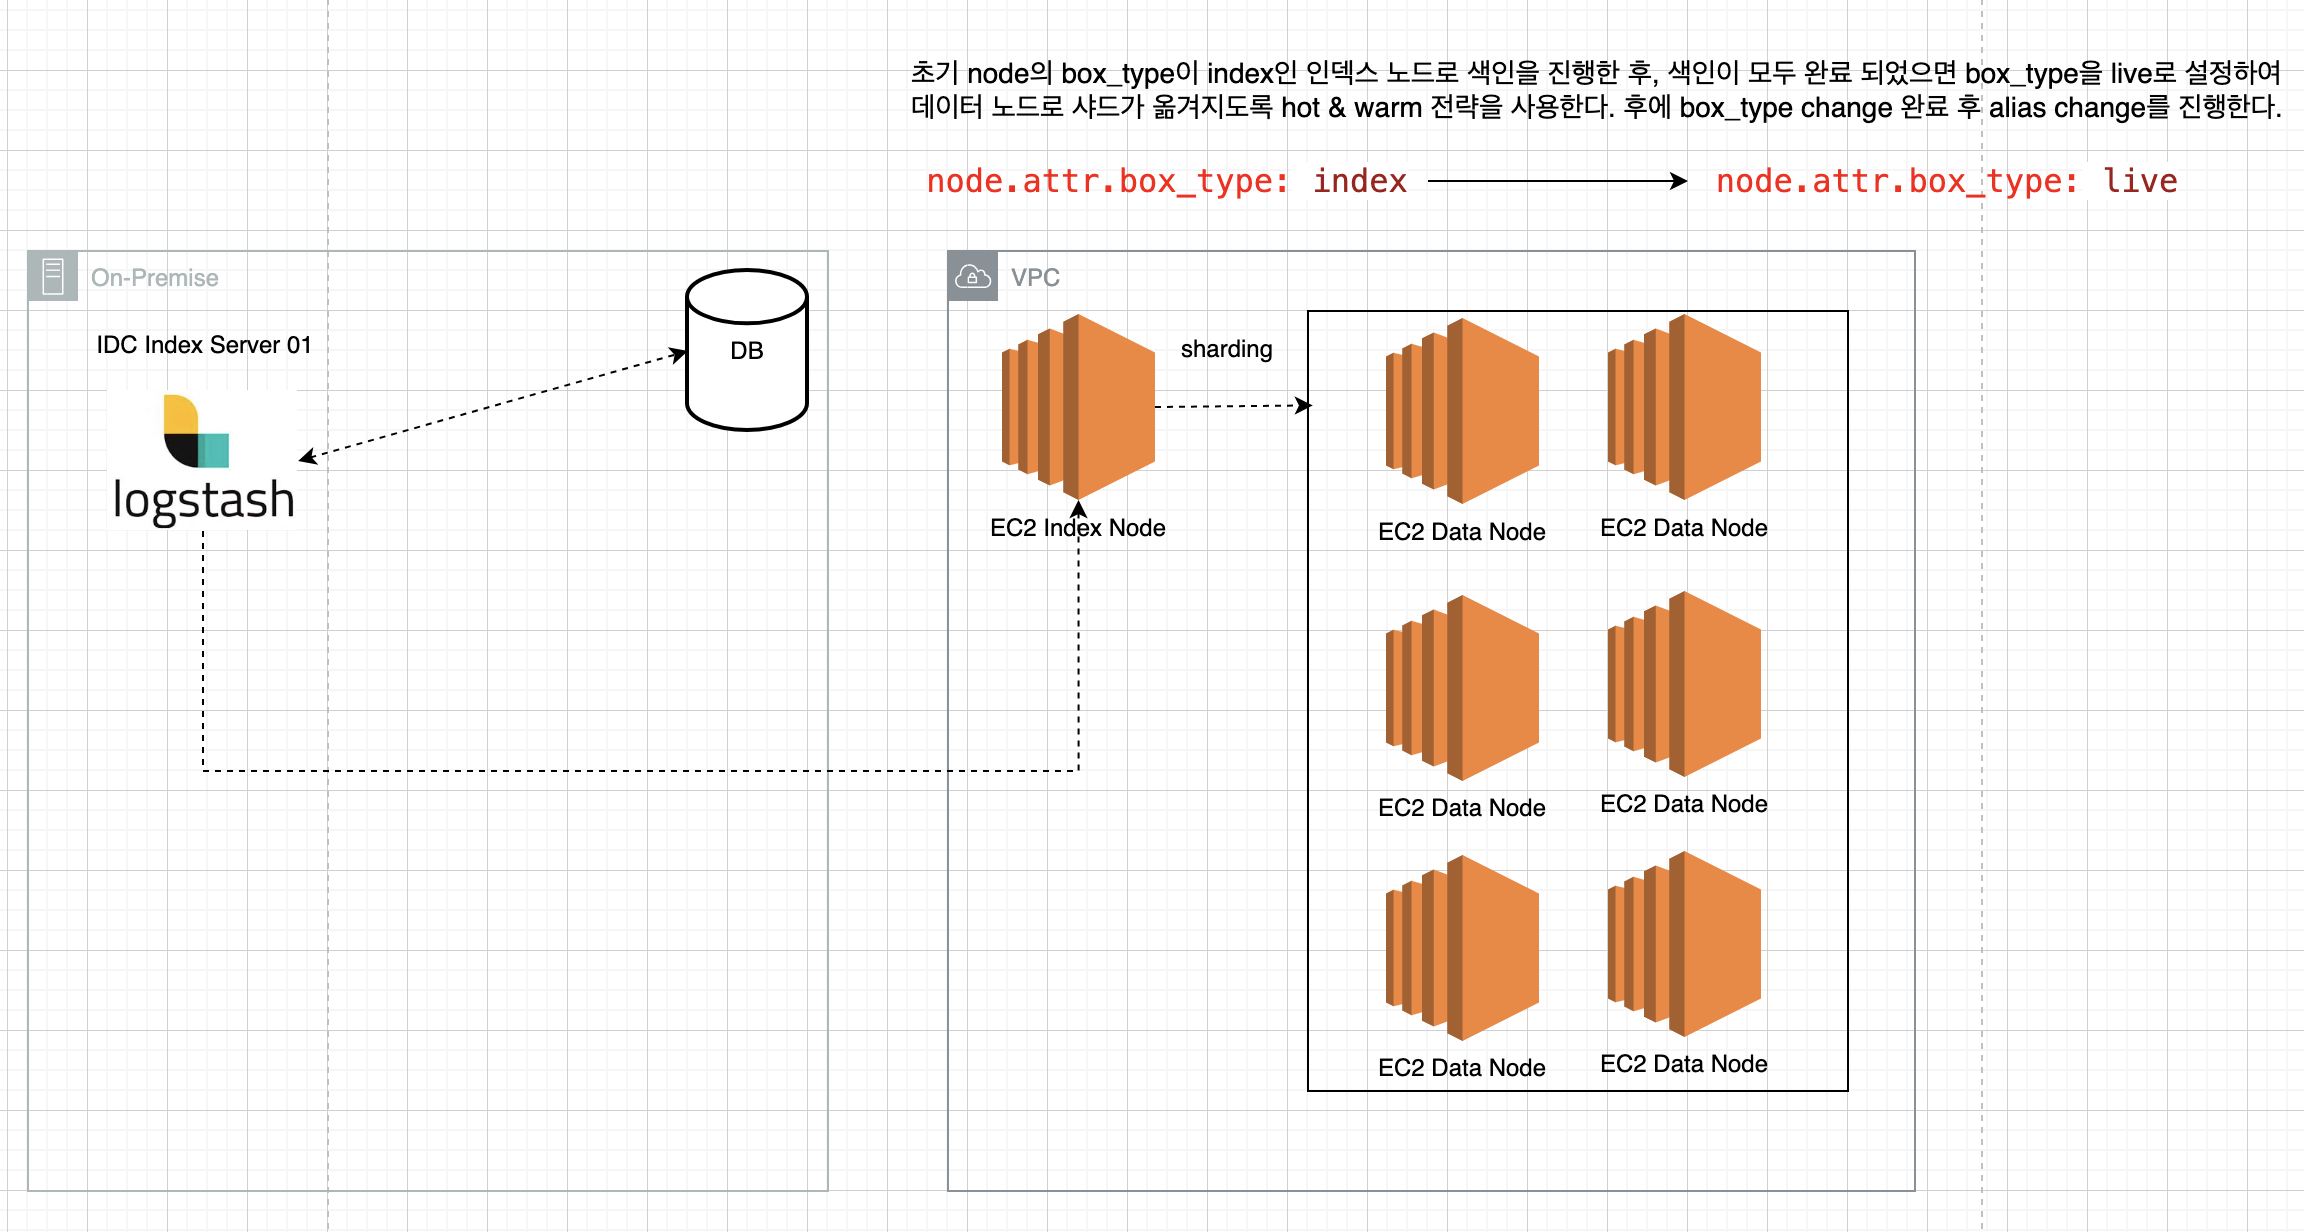 초기 node의 box_type이 index인 인덱스 노드로 색인을 진행한 후, 색인이 모두 완료 되었으면 box_type을 live로 설정하여
데이터 노드로 샤드가 옮겨지도록 hot & warm 전략을 사용한다. 후에 box_type change 완료 후 alias change를 진행한다.
node.attr.box_type: index
node.attr.box_type: live
On-Premise
IDC Index Server 01
logstash
DB
VPC
sharding
EC2 Index Node
EC2 Data Node
EC2 Data Node
EC2 Data Node
EC2 Data Node
EC2 Data Node
EC2 Data Node